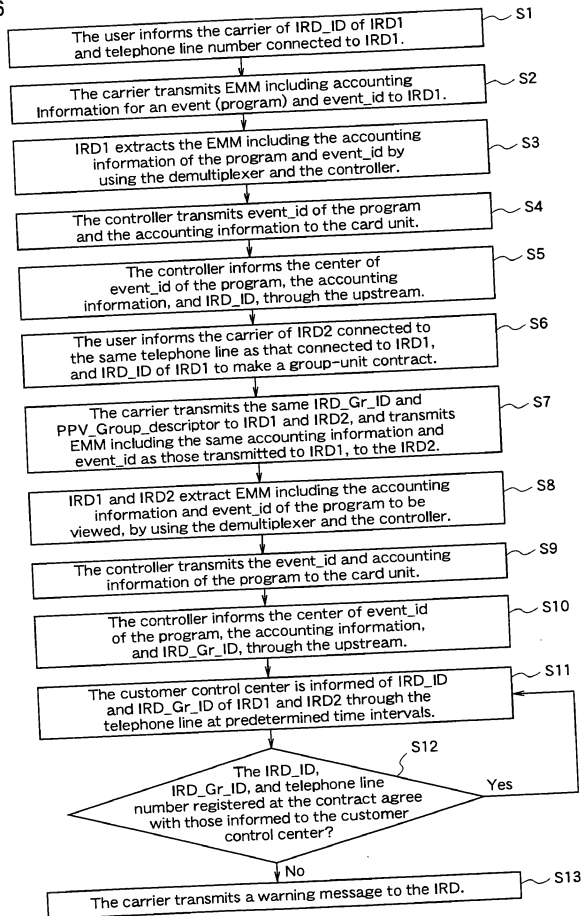 6
S1
The user informs the carrier of IRD_ID of IRD1
and telephone line number connected to IRD1.
S2
The carrier transmits EMM including accounting
Information for an event (program) and event_id to IRD1.
S3
IRD1 extracts the EMM including the accounting
information of the program and event_id by
using the demultiplexer and the controller.
S4
The controller transmits event_id of the program
and the accounting information to the card unit.
S5
The controller informs the center of
event_id of the program, the accounting
information, and IRD_ID, through the upstream.
S6
The user informs the carrier of IRD2 connected to
the same telephone line as that connected to IRD1,
and IRD_ID of IRD1 to make a group-unit contract.
S7
The carrier transmits the same IRD_Gr_ID and
PPV_Group_descriptor to IRD1 and IRD2, and transmits
EMM including the same accounting information and
event_id as those transmitted to IRD1, to the IRD2.
S8
IRD1 and IRD2 extract EMM including the accounting
information and event_id of the program to be
viewed, by using the demultiplexer and the controller.
S9
The controller transmits the event_id and accounting
information of the program to the card unit.
S10
The controller informs the center of event_id
of the program, the accounting information,
and IRD_Gr_ID, through the upstream.
S11
The customer control center is informed of IRD_ID
and IRD_Gr_ID of IRD1 and IRD2 through the
telephone line at predetermined time intervals.
S12
The IRD_ID,
IRD_Gr_ID, and telephone line
number registered at the contract agree
with those informed to the customer
control center?
Yes
No
S13
The carrier transmits a warning message to the IRD.